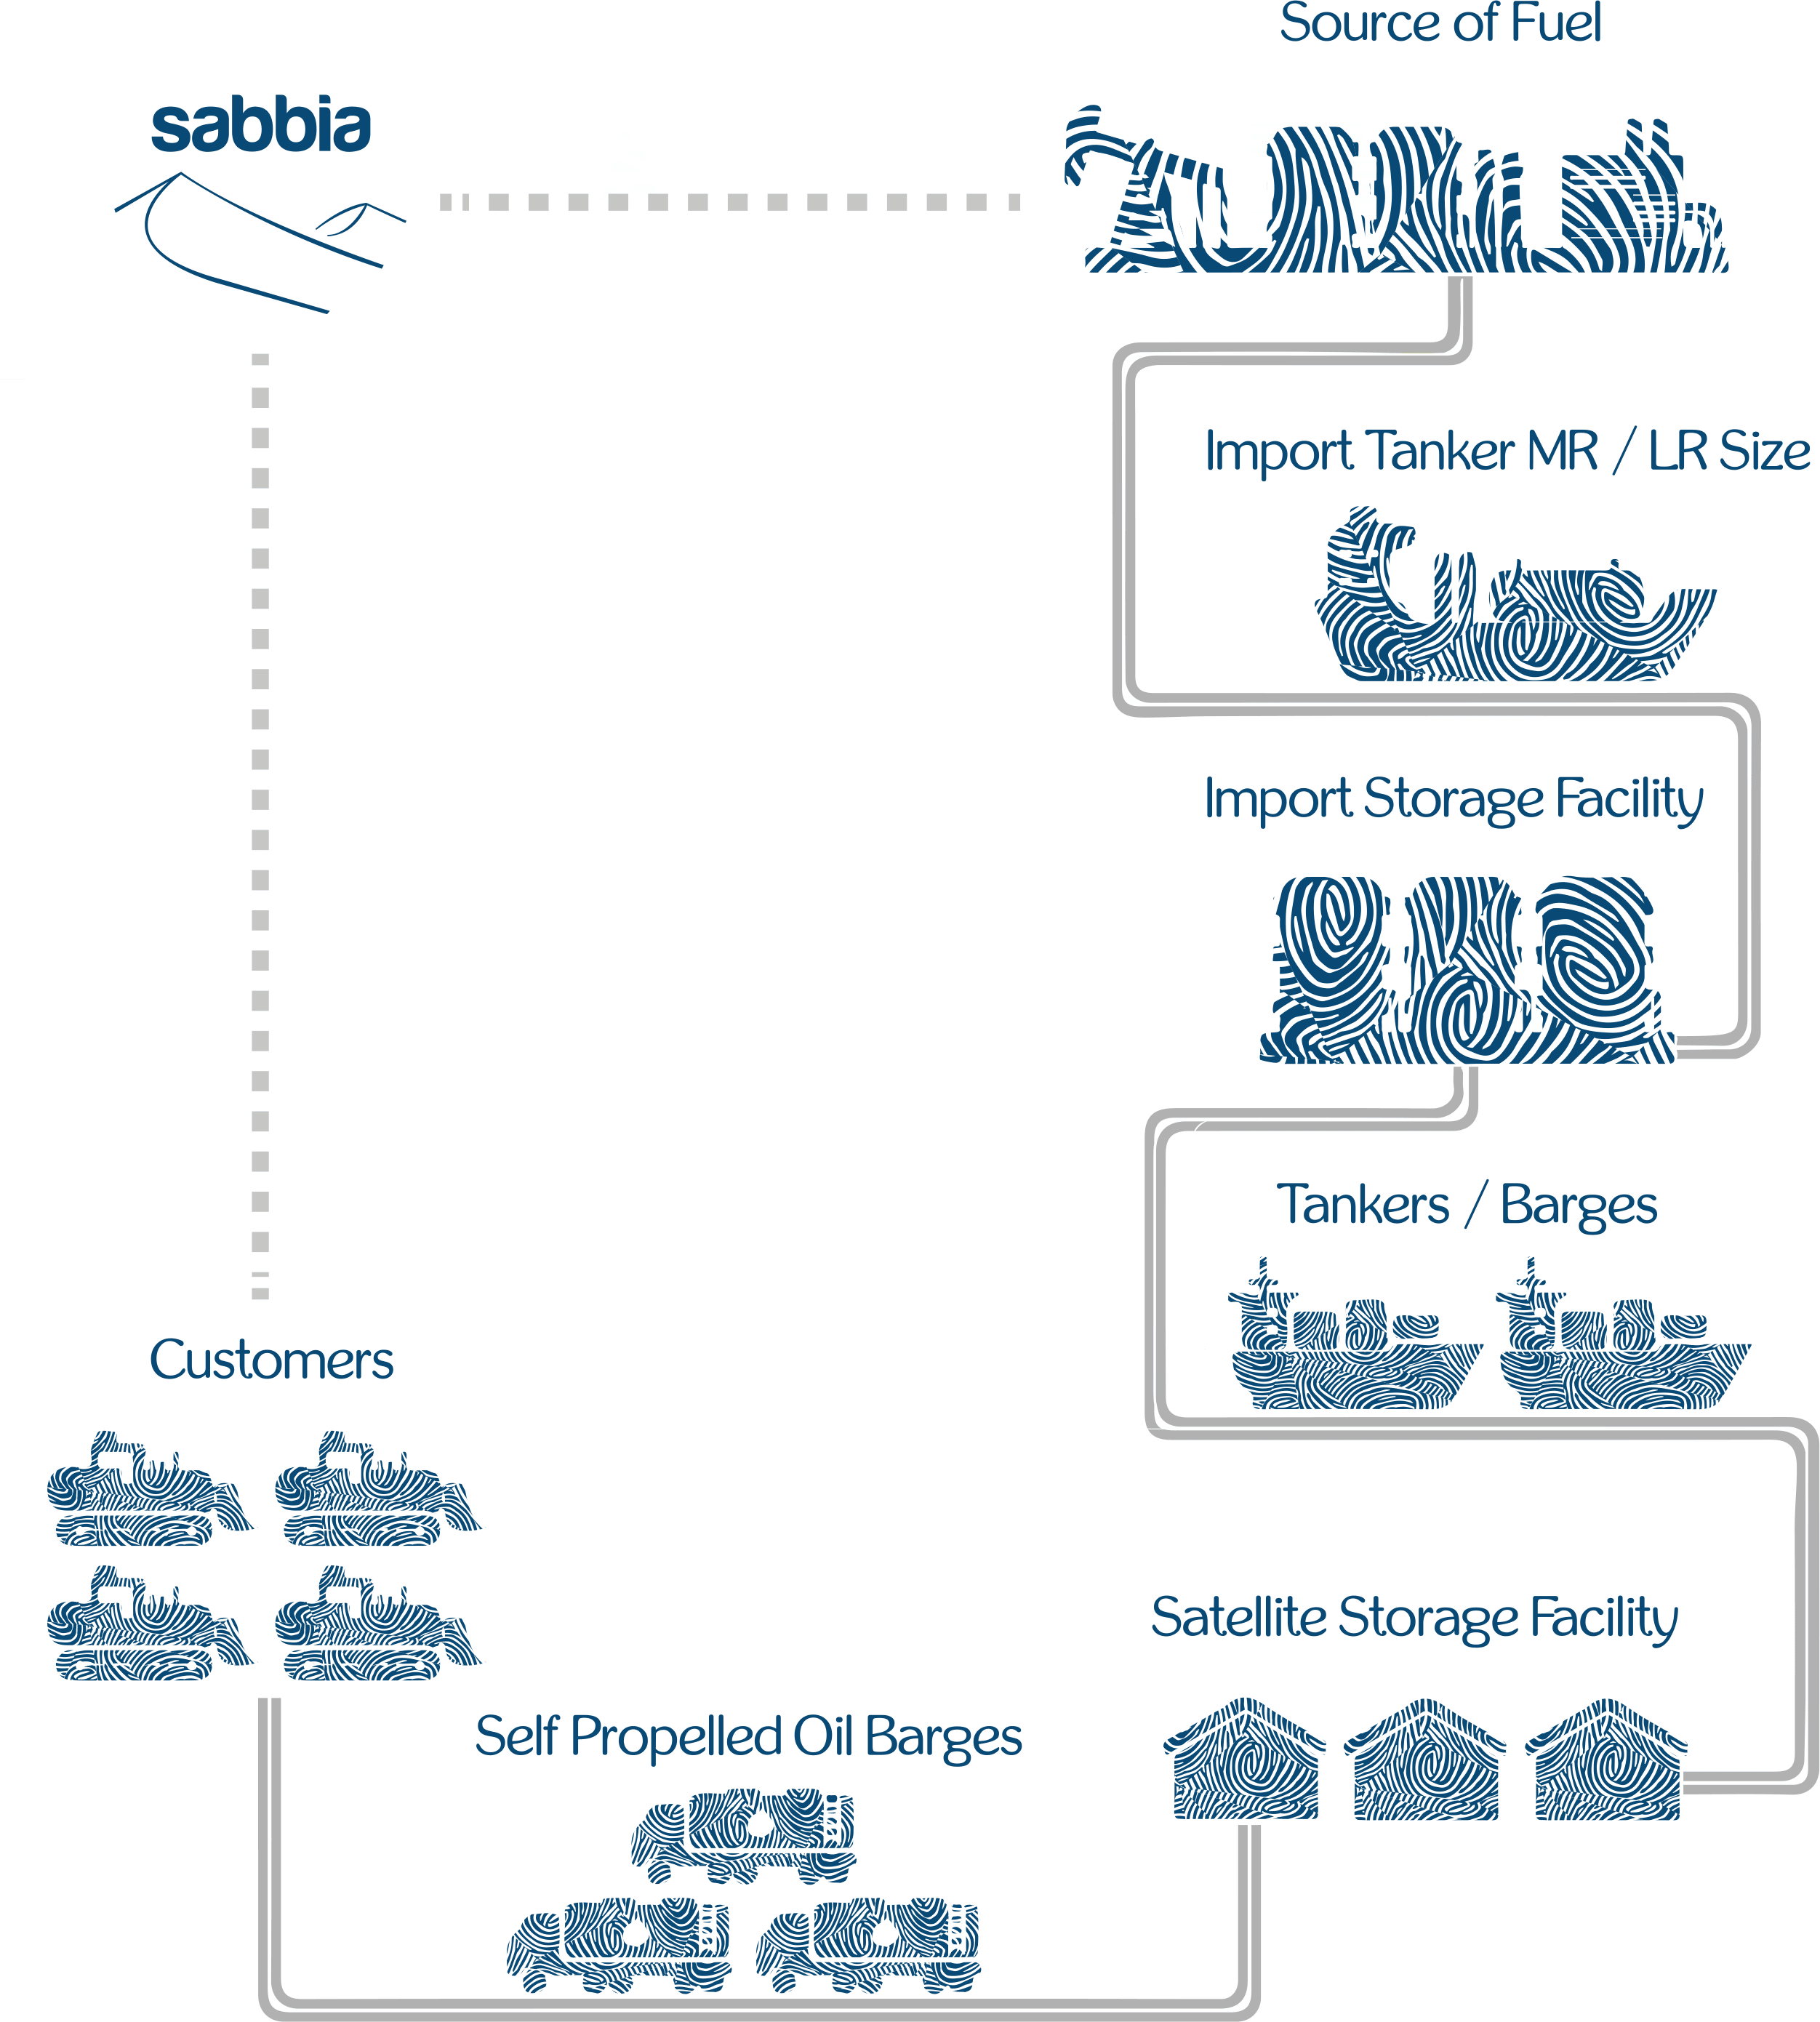 Source of Fuel
sabbia
Import Tanker MR / LR Size
Import Storage Facility
Tankers / Barges
Customers
Satellite Storage Facility
Self Propelled Oil Barges